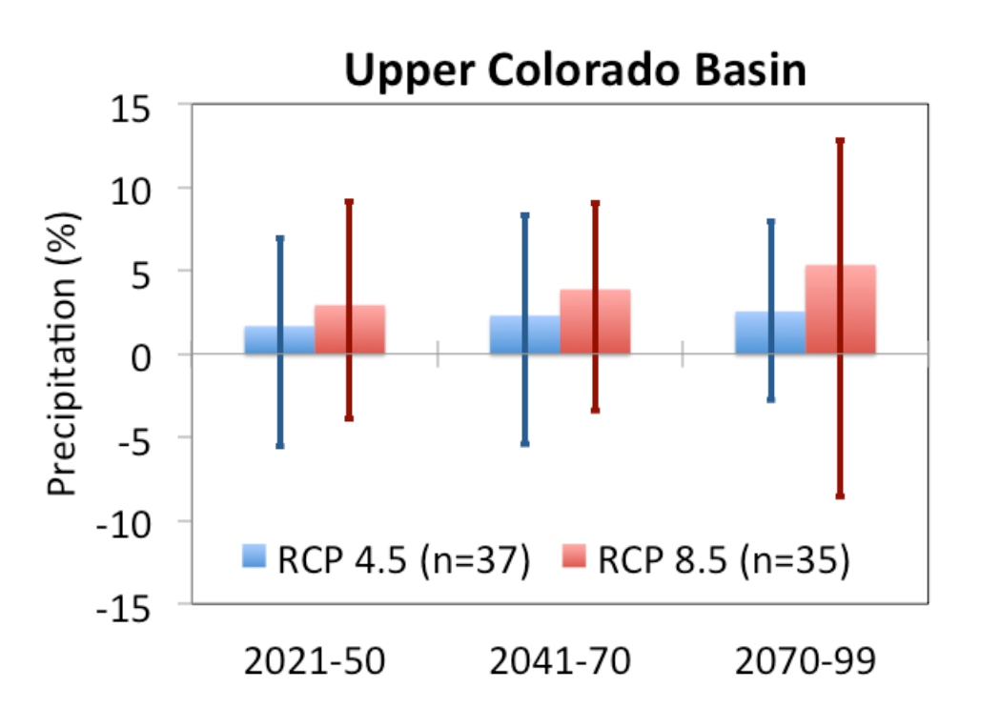 Upper Colorado Basin
15
10
5
0
-5
-10
-15
Precipitation (%)
RCP 4.5 (n=37) RCP 8.5 (n=35)
2021-50 2041-70 2070-99